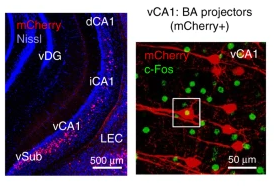 vCA1: BA projectors
(mCherry+)
mCherry
Nissl
dCA1
vDG
iCA1
vCA1
LEC
vSub
500 µm
mCherry
c-Fos
vCA1
50 µm